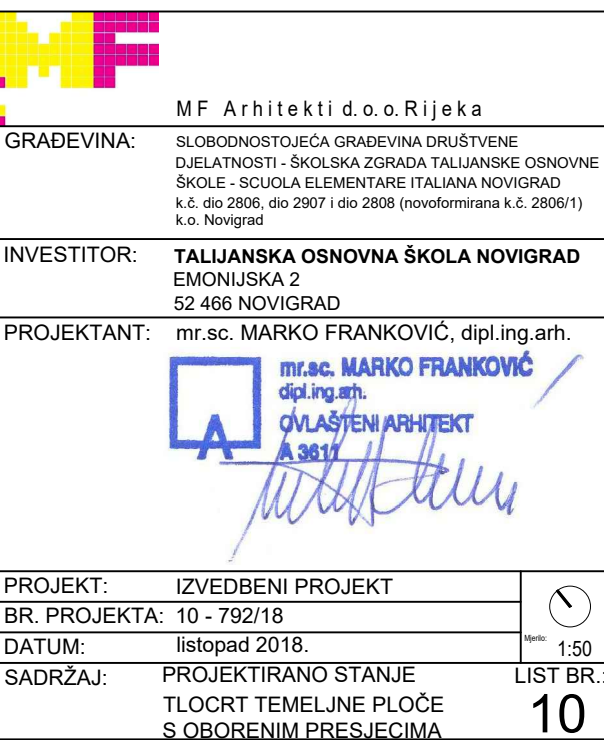 MF
MF Arhitekti d.o.o. Rijeka
GRAĐEVINA: SLOBODNOSTOJEĆA GRAĐEVINA DRUŠTVENE
DJELATNOSTI - ŠKOLSKA ZGRADA TALIJANSKE OSNOVNE
ŠKOLE - SCUOLA ELEMENTARE ITALIANA NOVIGRAD
k.č. dio 2806, dio 2907 i dio 2808 (novoformirana k.č. 2806/1)
k.o. Novigrad
INVESTITOR: TALIJANSKA OSNOVNA ŠKOLA NOVIGRAD
EMONIJSKA 2
52 466 NOVIGRAD
PROJEKTANT: mr.sc. MARKO FRANKOVIĆ, dipl.ing.arh.
mr.sc. MARKO FRANKOVIĆ
dipl.ing.arh.
OVLAŠTENI ARHITEKT
A 3611
A
PROJEKT: IZVEDBENI PROJEKT
BR. PROJEKTA: 10 - 792/18
DATUM: listopad 2018.
Mjerilo: 1:50
SADRŽAJ: PROJEKTIRANO STANJE
TLOCRT TEMELJNE PLOČE
S OBORENIM PRESJECIMA
LIST BR.:
10